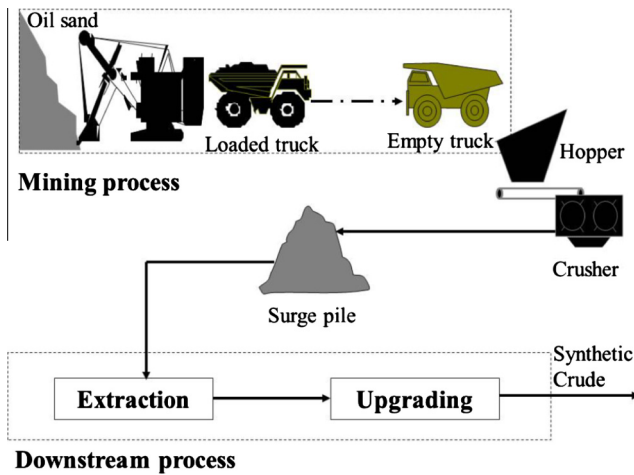 Oil sand
Loaded truck
Empty truck
Mining process
Hopper
Crusher
Surge pile
Synthetic
Crude
Extraction
Upgrading
Downstream process